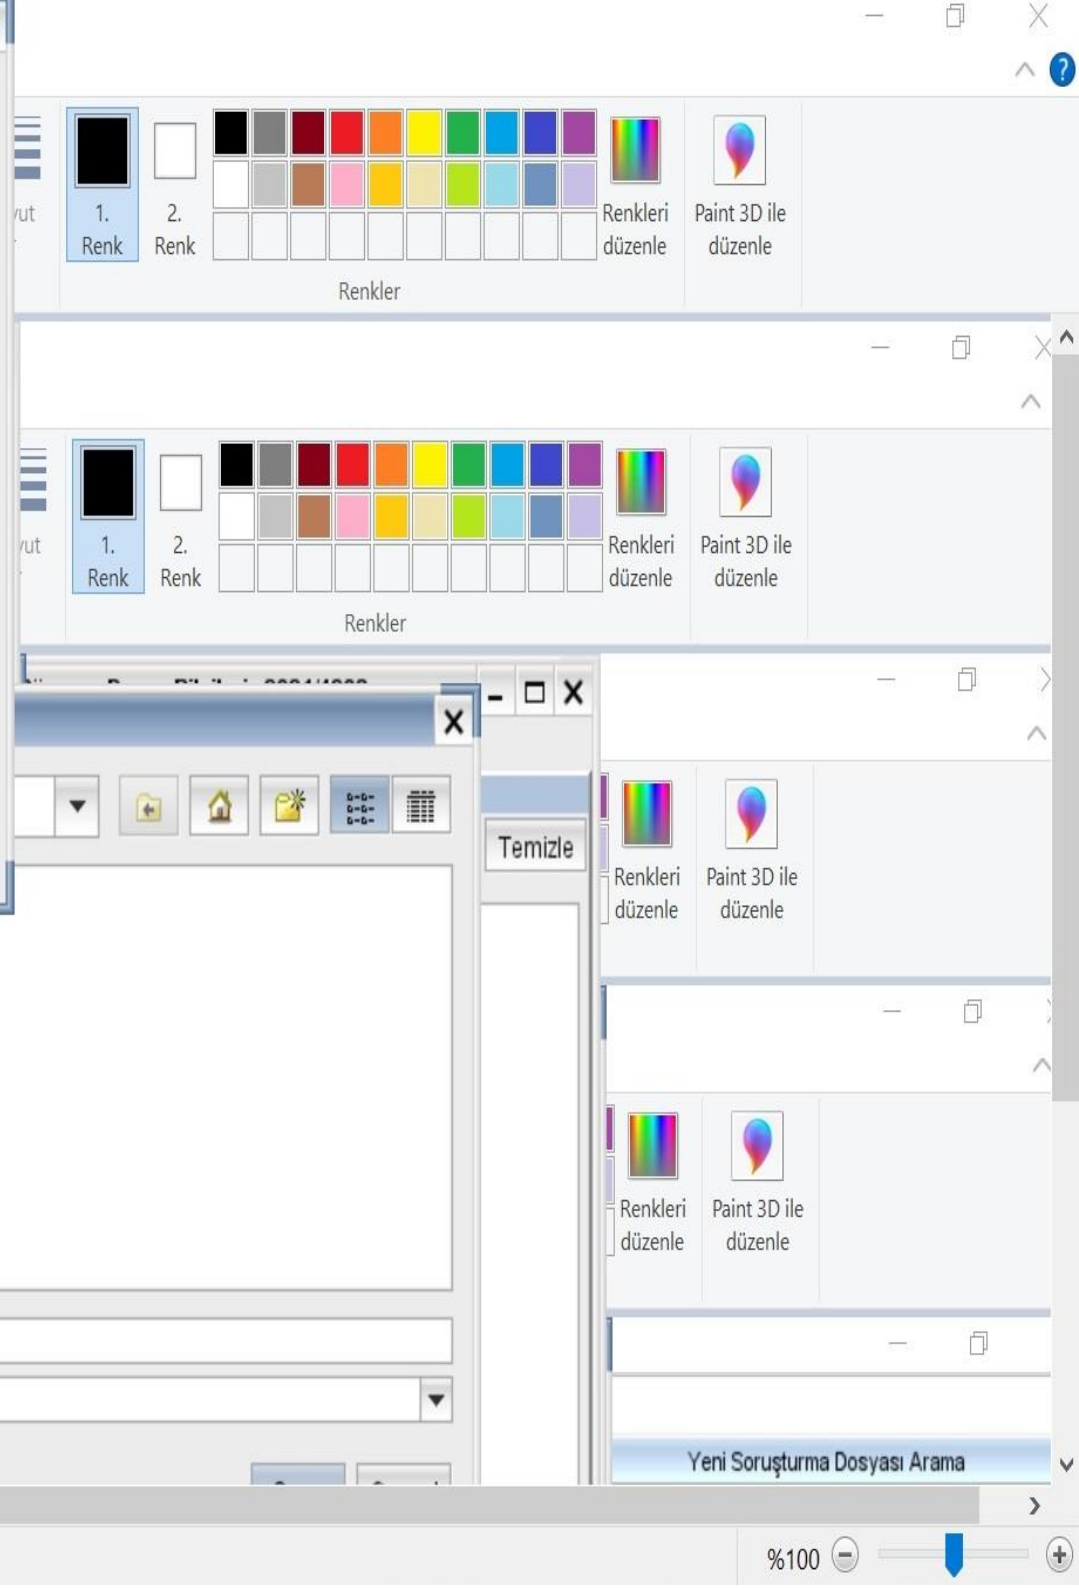 ?
1.
Renk
2.
Renk
Renkleri
düzenle
Paint 3D ile
düzenle
Renkler
1.
Renk
2.
Renk
Renkleri
düzenle
Paint 3D ile
düzenle
Renkler
Temizle
Renkleri
düzenle
Paint 3D ile
düzenle
Renkleri
düzenle
Paint 3D ile
düzenle
Yeni Soruşturma Dosyası Arama
%100